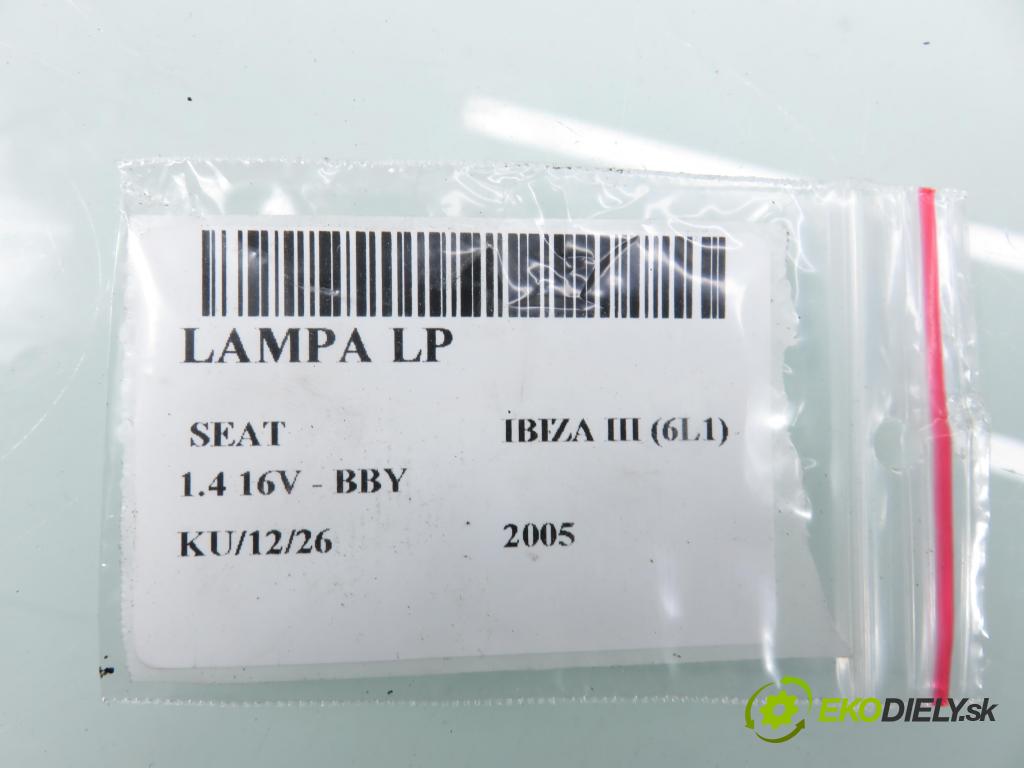 LAMPA LP
SEAT IBIZA III (6L1)
1.4 16V - BBY
KU/12/26 2005
EKODIELY.sk